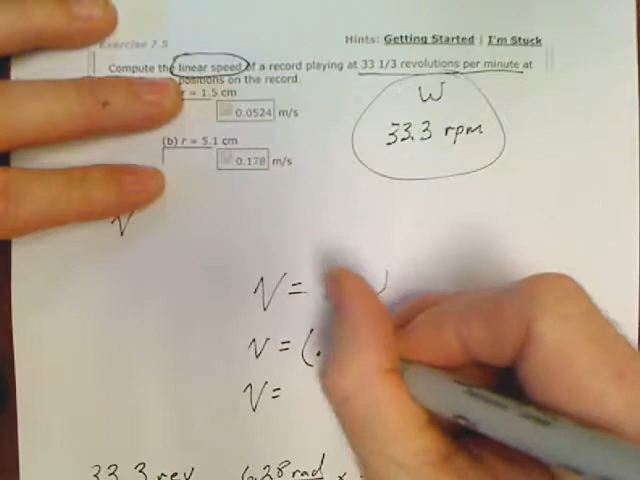 Exercise 7.5 Hints: Getting Started | I'm Stuck
Compute the linear speed of a record playing at 33 1/3 revolutions per minute at
positions on the record.
r = 1.5 cm
0.0524 m/s
(b) r = 5.1 cm
0.178 m/s
W
33.3 rpm
V
V =
V = (.
V =
33.3 rev 6.28 rad x